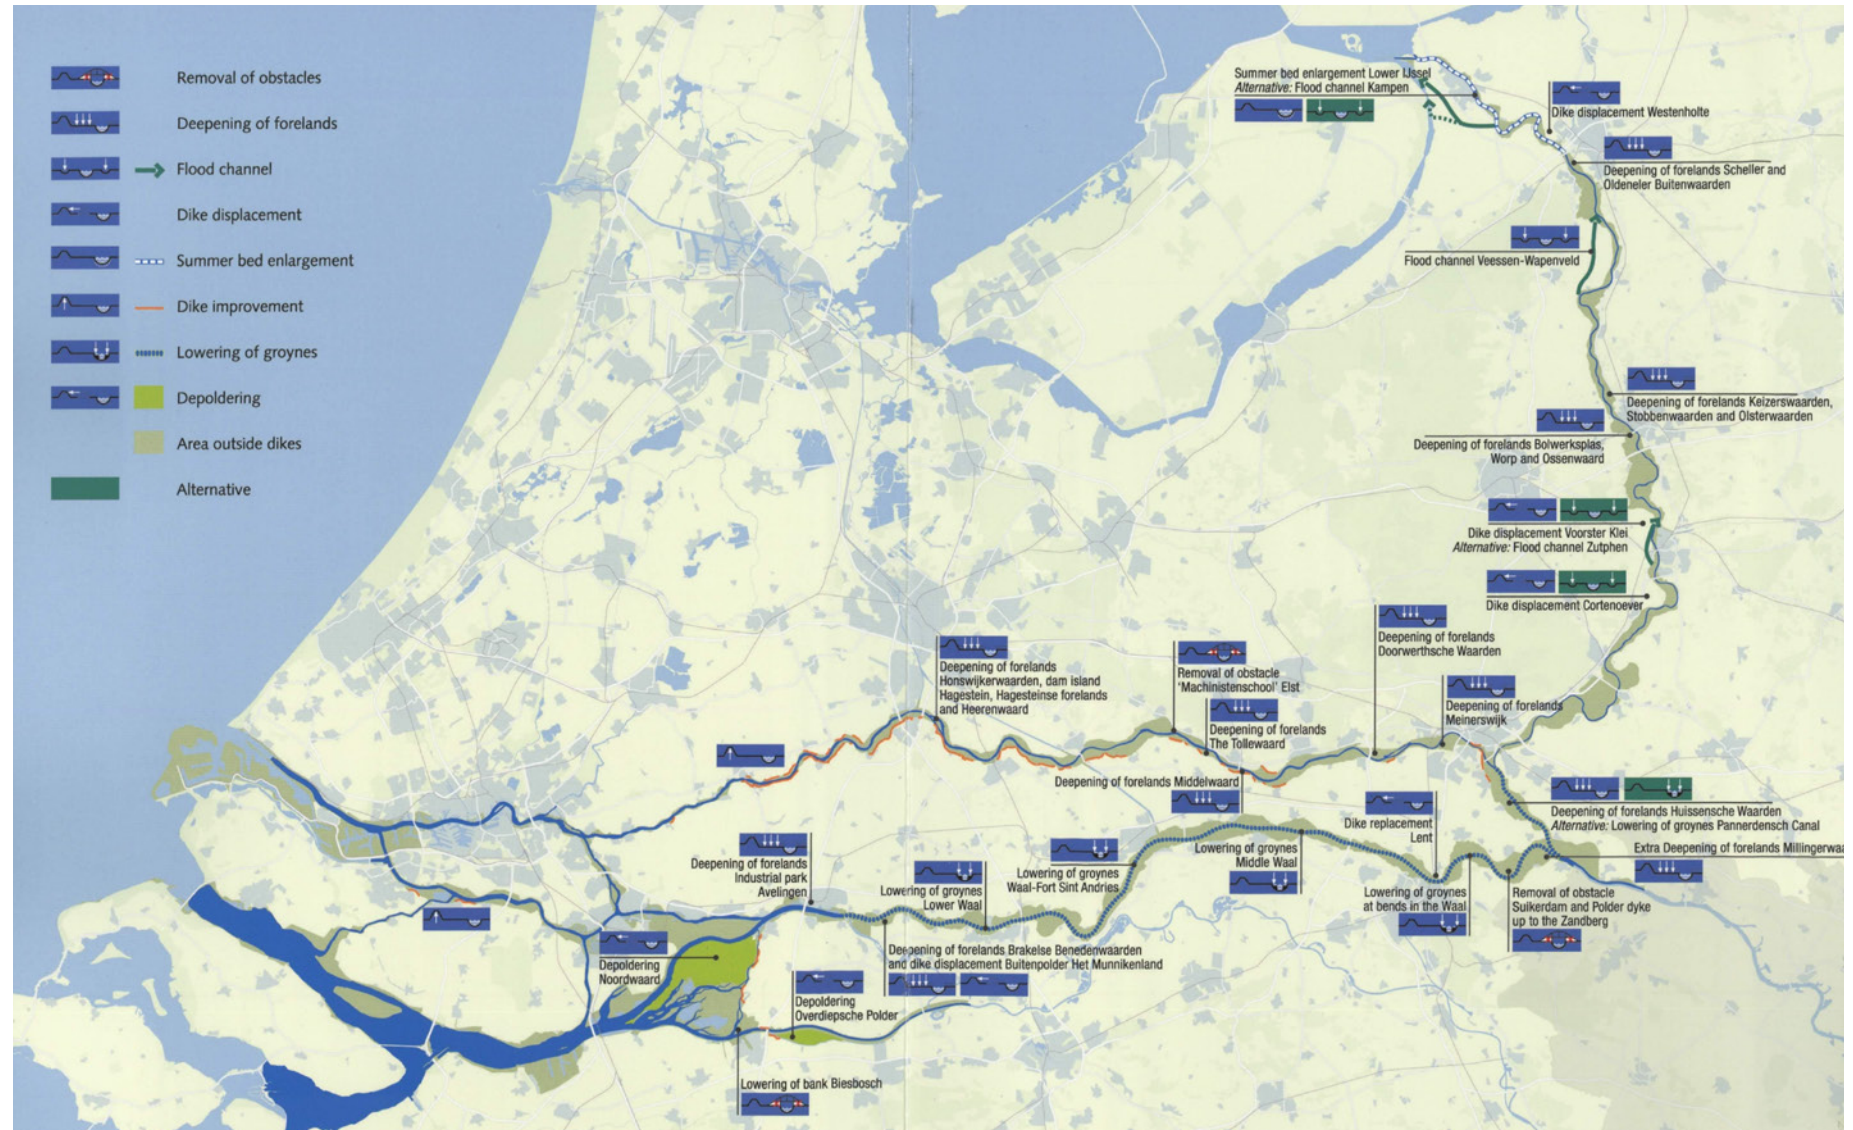 Removal of obstacles
Deepening of forelands
Flood channel
Dike displacement
Summer bed enlargement
Dike improvement
Lowering of groynes
Depoldering
Area outside dikes
Alternative
Summer bed enlargement Lower IJssel
Alternative: Flood channel Kampen
Dike displacement Westenholte
Deepening of forelands Scheller and
Oldeneler Buitenwaarden
Flood channel Veessen-Wapenveld
Deepening of forelands Keizerswaarden,
Stobbenwaarden and Olsterwaarden
Deepening of forelands Bolwerksplas,
Worp and Ossenwaard
Dike displacement Voorster Klei
Alternative: Flood channel Zutphen
Dike displacement Cortenoever
Deepening of forelands
Doorwerthsche Waarden
Deepening of forelands
Honswijkerwaarden, dam island
Hagestein, Hagesteinse forelands
and Heerenwaard
Removal of obstacle
'Machinistenschool' Elst
Deepening of forelands
Meinerswijk
Deepening of forelands
The Tollewaard
Deepening of forelands Middelwaard
Deepening of forelands Huissensche Waarden
Alternative: Lowering of groynes Pannerdensch Canal
Dike replacement
Lent
Extra Deepening of forelands Millingerwaa
Deepening of forelands
Industrial park
Avelingen
Lowering of groynes
Lower Waal
Lowering of groynes
Waal-Fort Sint Andries
Lowering of groynes
Middle Waal
Lowering of groynes
at bends in the Waal
Removal of obstacle
Suikerdam and Polder dyke
up to the Zandberg
Depoldering
Noordwaard
Deepening of forelands Brakelse Benedenwaarden
and dike displacement Buitenpolder Het Munnikenland
Depoldering
Overdiepsche Polder
Lowering of bank Biesbosch